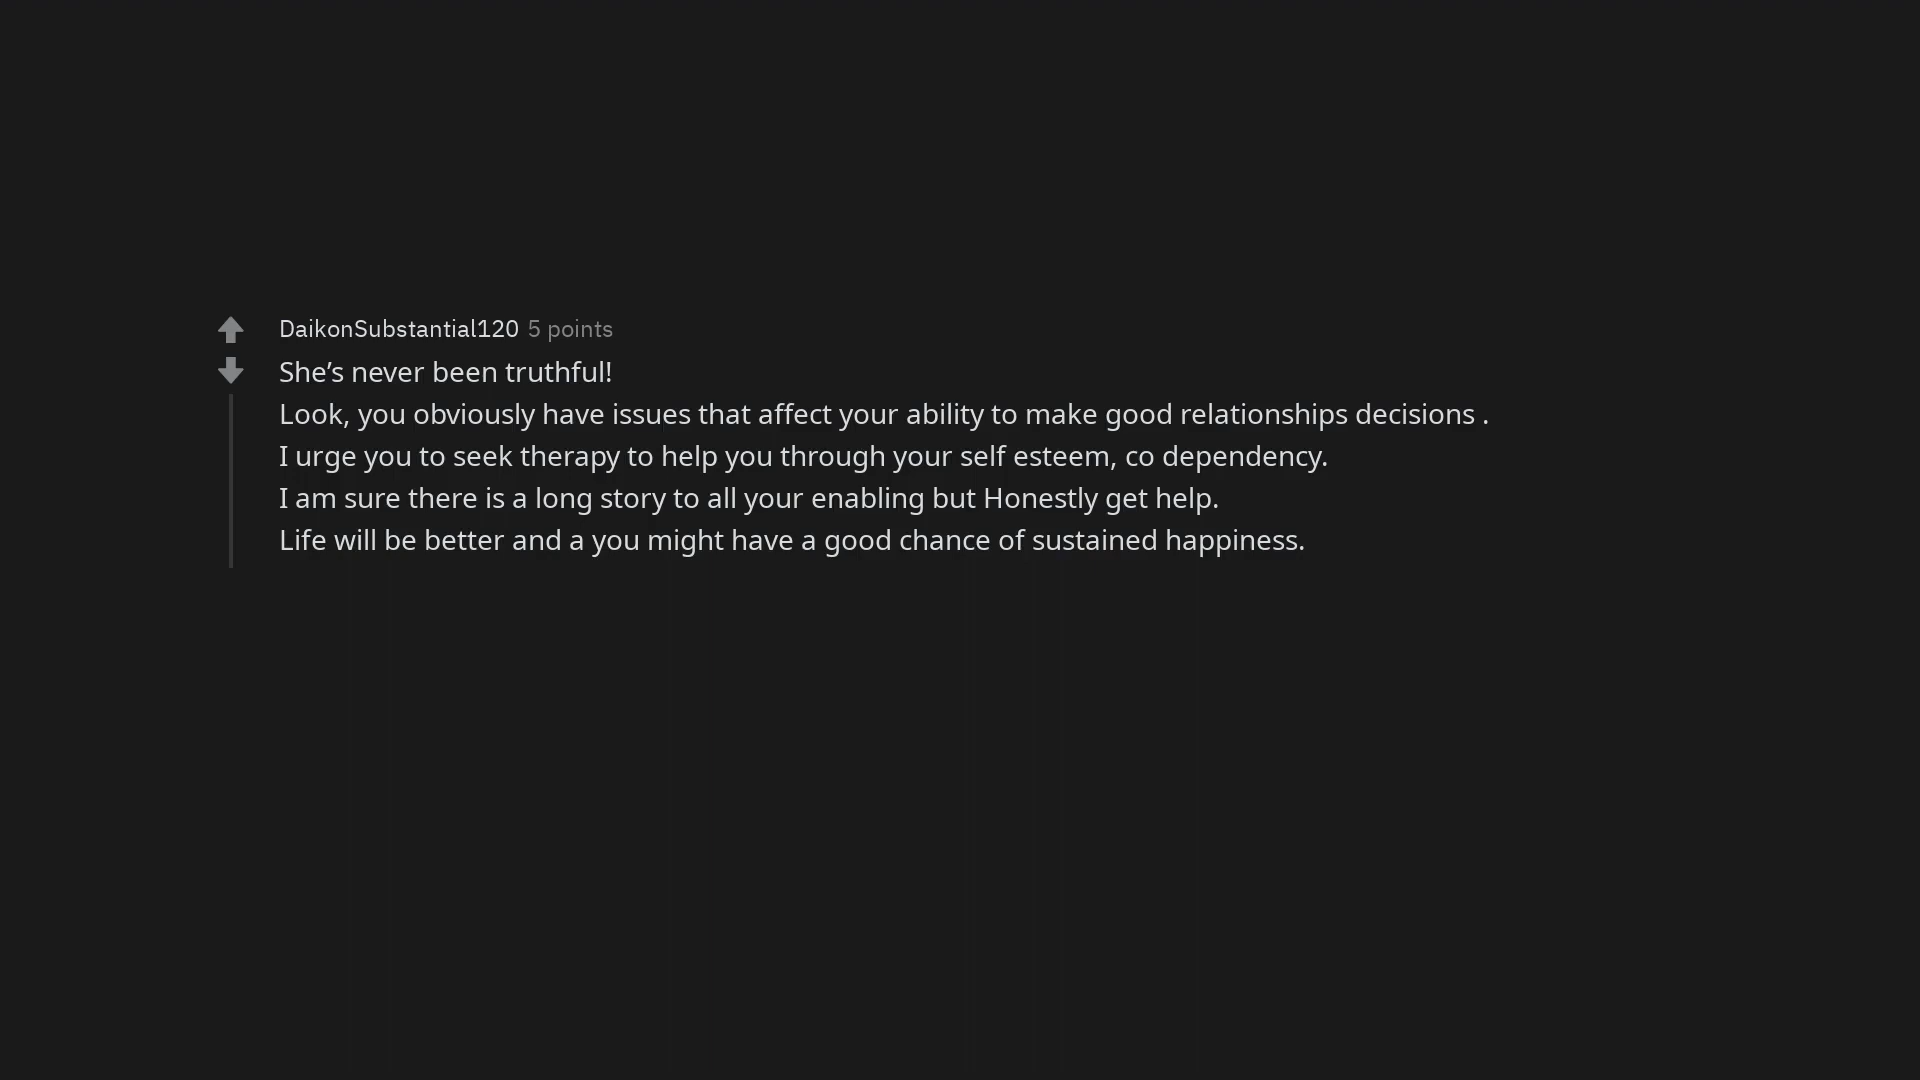 DaikonSubstantial120 5 points
She’s never been truthful!
Look, you obviously have issues that affect your ability to make good relationships decisions .
I urge you to seek therapy to help you through your self esteem, co dependency.
I am sure there is a long story to all your enabling but Honestly get help.
Life will be better and a you might have a good chance of sustained happiness.